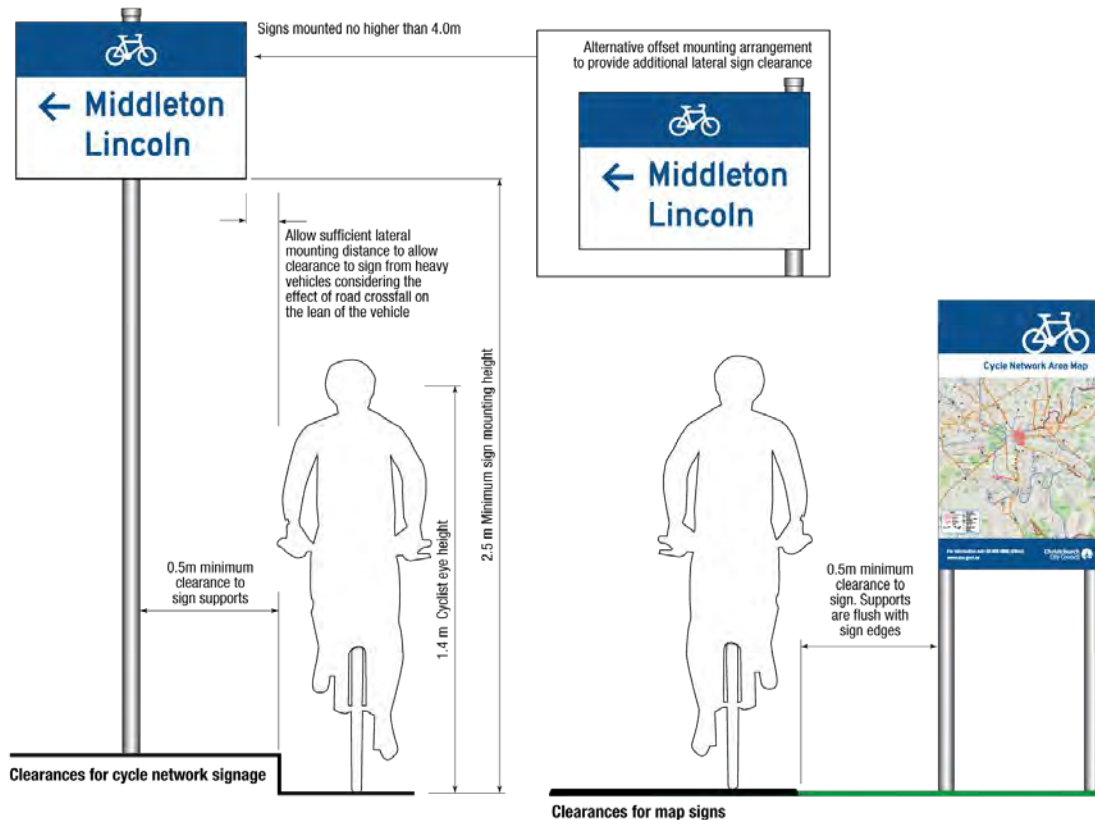 Signs mounted no higher than 4.0m
← Middleton
Lincoln
Alternative offset mounting arrangement
to provide additional lateral sign clearance
← Middleton
Lincoln
Allow sufficient lateral
mounting distance to allow
clearance to sign from heavy
vehicles considering the
effect of road crossfall on
the lean of the vehicle
2.5 m Minimum sign mounting height
1.4 m Cyclist eye height
0.5m minimum
clearance to
sign supports
Clearances for cycle network signage
Cycle Network Area Map
Christchurch
City Council
0.5m minimum
clearance to
sign. Supports
are flush with
sign edges
Clearances for map signs